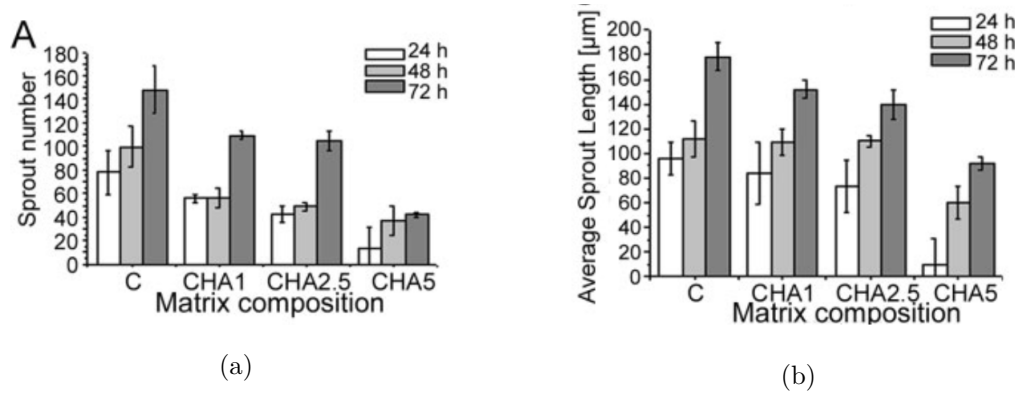 A
Sprout number
180
160
140
120
100
80
60
40
20
0
24 h
48 h
72 h
C CHA1 CHA2.5 CHA5
Matrix composition
(a)
Average Sprout Length [µm]
200
180
160
140
120
100
80
60
40
20
0
24 h
48 h
72 h
C CHA1 CHA2.5 CHA5
Matrix composition
(b)